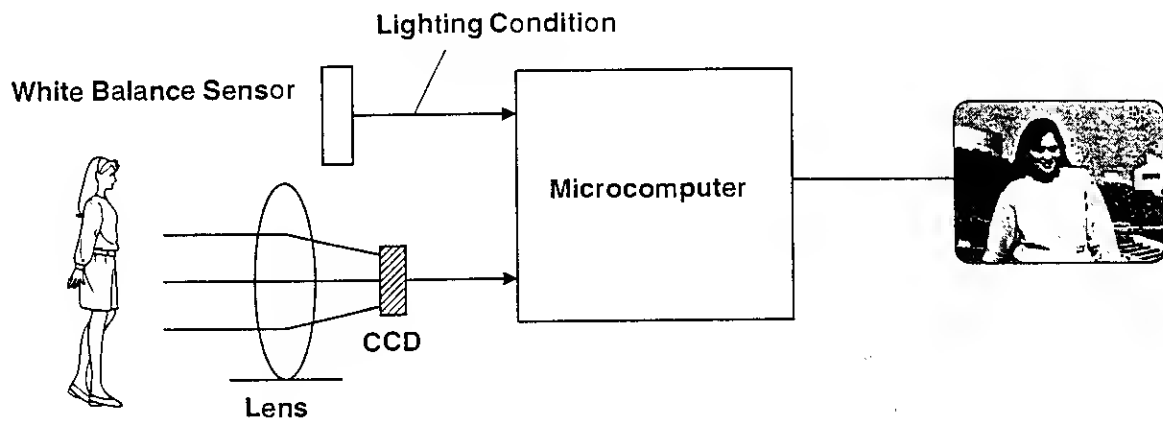 Lighting Condition
White Balance Sensor
Microcomputer
CCD
Lens